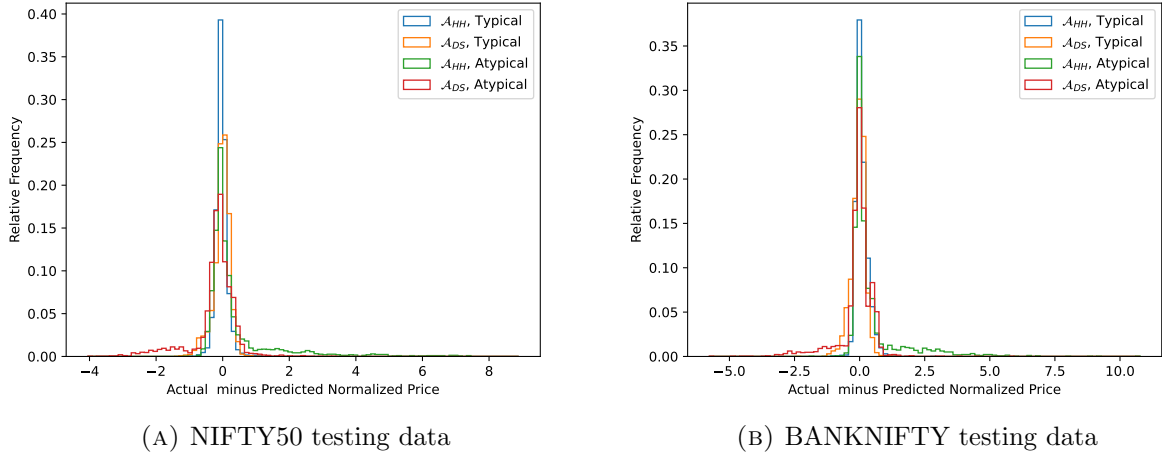 0.40
0.35
0.30
0.25
0.20
0.15
0.10
0.05
0.00
Relative Frequency
−4
−2
0
2
4
6
8
Actual minus Predicted Normalized Price
𝒜HH, Typical
𝒜DS, Typical
𝒜HH, Atypical
𝒜DS, Atypical
(A) NIFTY50 testing data
0.35
0.30
0.25
0.20
0.15
0.10
0.05
0.00
Relative Frequency
−5.0
−2.5
0.0
2.5
5.0
7.5
10.0
Actual minus Predicted Normalized Price
𝒜HH, Typical
𝒜DS, Typical
𝒜HH, Atypical
𝒜DS, Atypical
(B) BANKNIFTY testing data